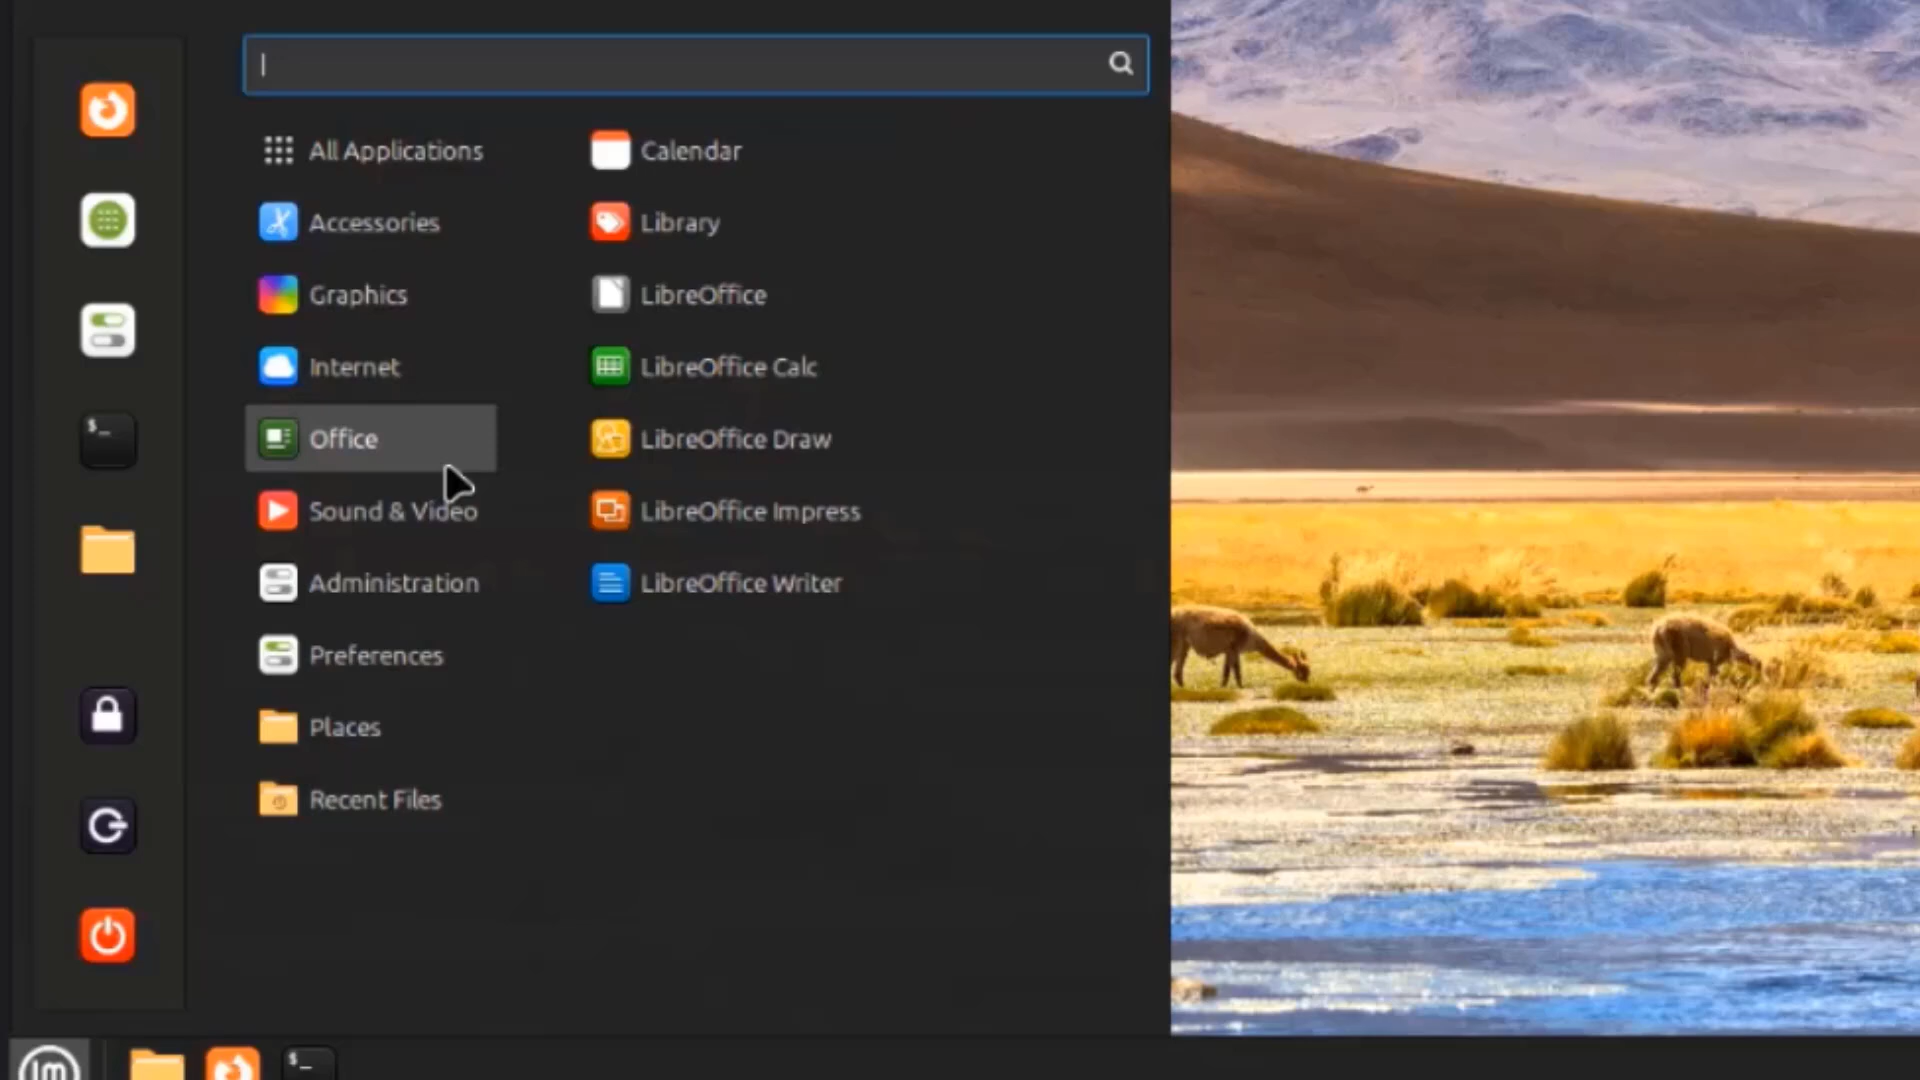 All Applications
Accessories
Graphics
Internet
Office
Sound & Video
Administration
Preferences
Places
Recent Files
Calendar
Library
LibreOffice
LibreOffice Calc
LibreOffice Draw
LibreOffice Impress
LibreOffice Writer
$_
$_
lm